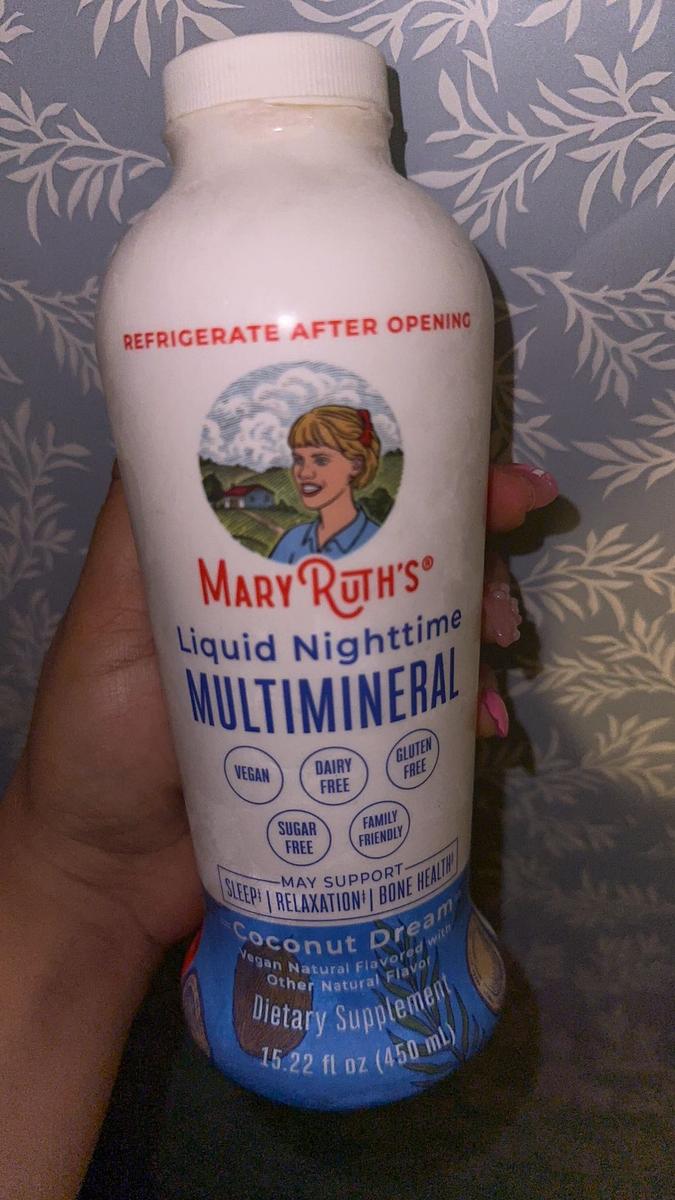 REFRIGERATE AFTER OPENING
MARY RUTH'S®
Liquid Nighttime
MULTIMINERAL
VEGAN
DAIRY
FREE
GLUTEN
FREE
SUGAR
FREE
FAMILY
FRIENDLY
MAY SUPPORT
SLEEP‡ | RELAXATION‡ | BONE HEALTH‡
Coconut Dream
Vegan Natural Flavored with
Other Natural Flavor
Dietary Supplement
15.22 fl oz (450 mL)